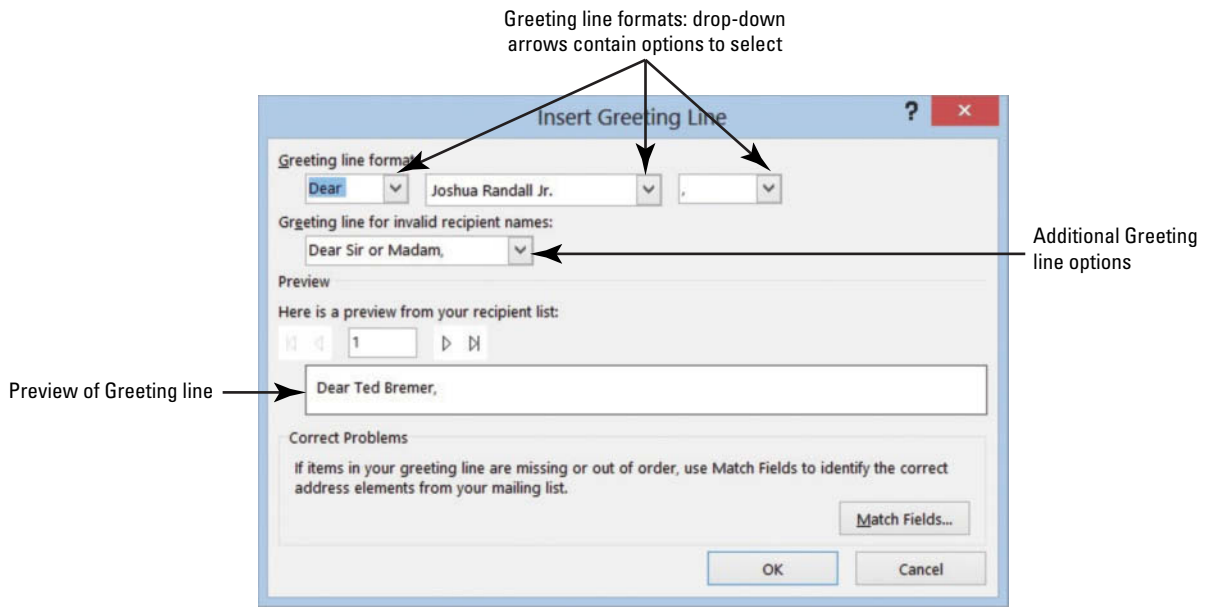 Greeting line formats: drop-down
arrows contain options to select
Insert Greeting Line
?
×
Greeting line format
Dear
Joshua Randall Jr.
,
Greeting line for invalid recipient names:
Dear Sir or Madam,
Additional Greeting
line options
Preview
Here is a preview from your recipient list:
1
Preview of Greeting line
Dear Ted Bremer,
Correct Problems
If items in your greeting line are missing or out of order, use Match Fields to identify the correct
address elements from your mailing list.
Match Fields...
OK
Cancel